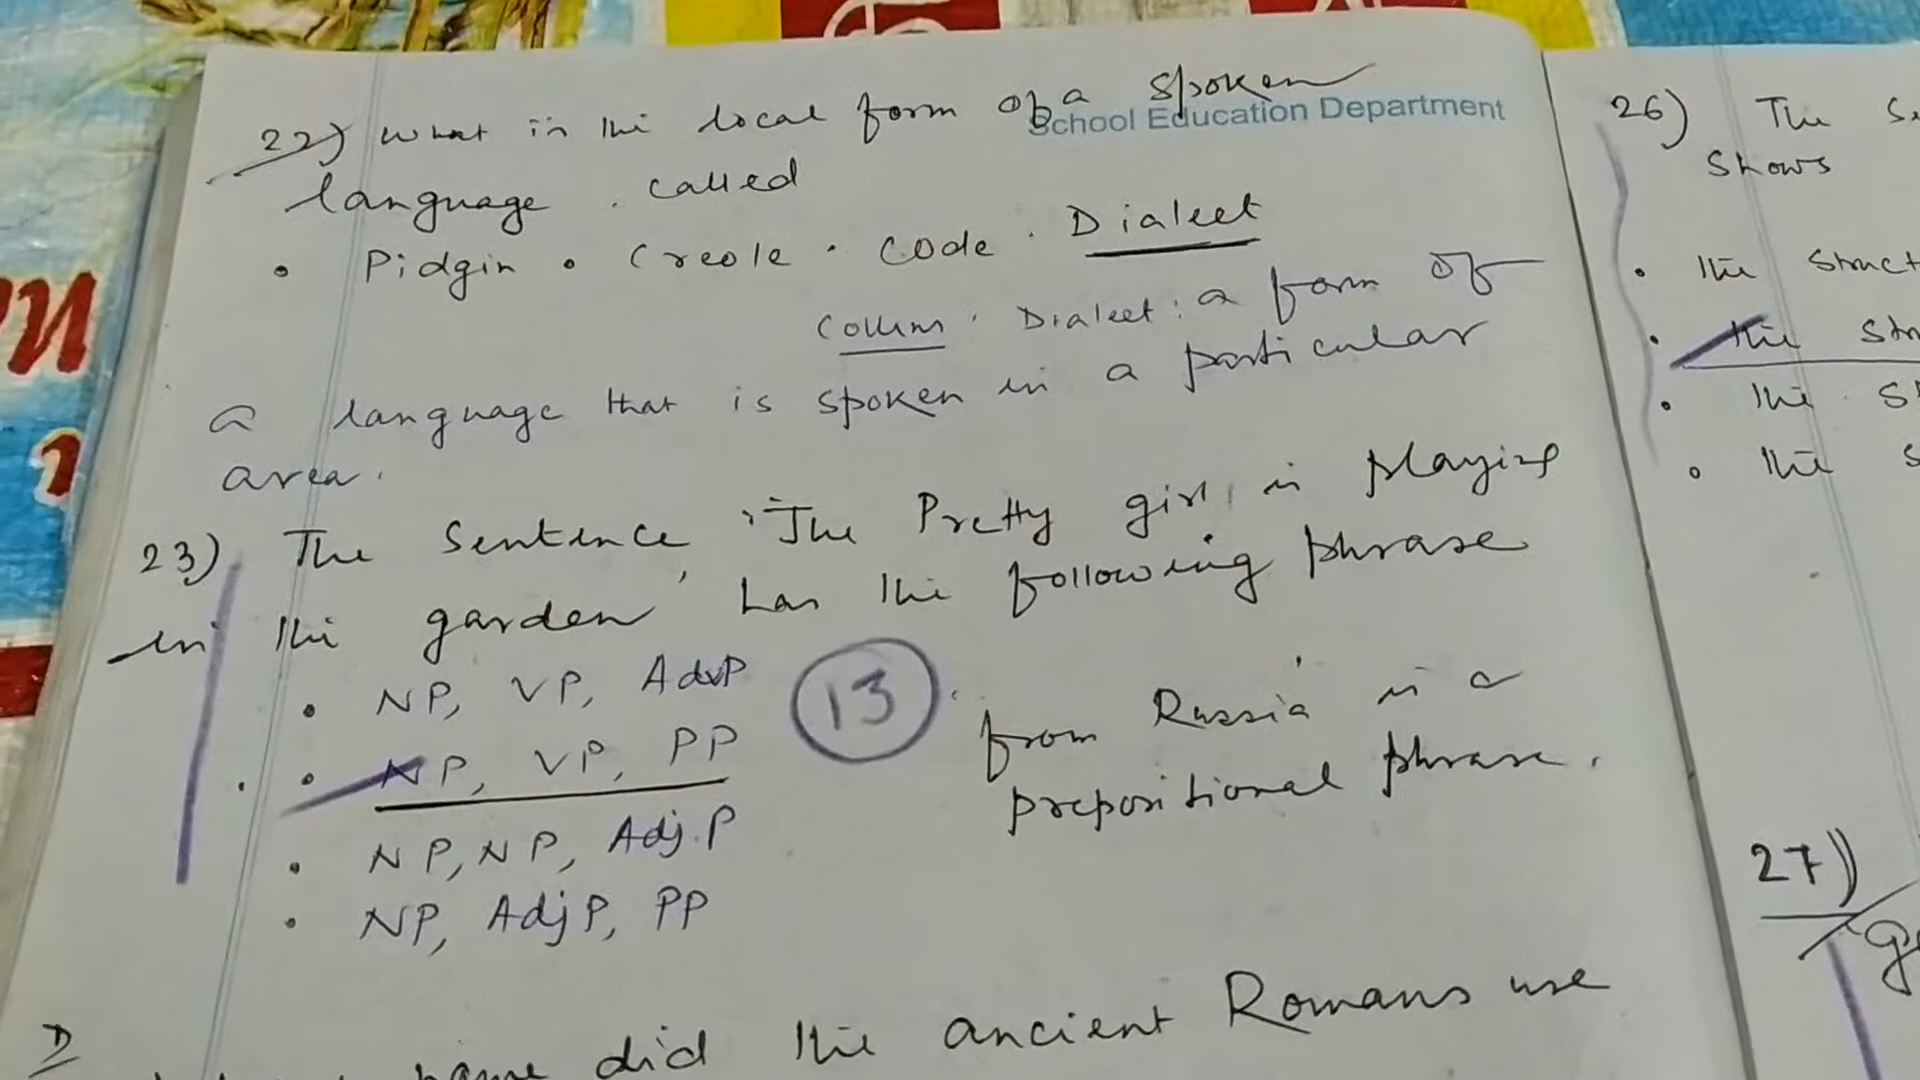 School Education Department
22) What is the local form of a spoken
language. called
• Pidgin • Creole • Code • Dialect
Collins. Dialect: a form of
a language that is spoken in a particular
area.
23) The Sentence, "The Pretty girl is playing
in the garden' has the following phrase
• NP, VP, AdvP
• NP, VP, PP
• NP, NP, Adj.P
• NP, AdjP, PP
13
from Russia is a
prepositional phrase.
name did the ancient Romans use
26) The
Shows
• The
• The
• The
• The
27)